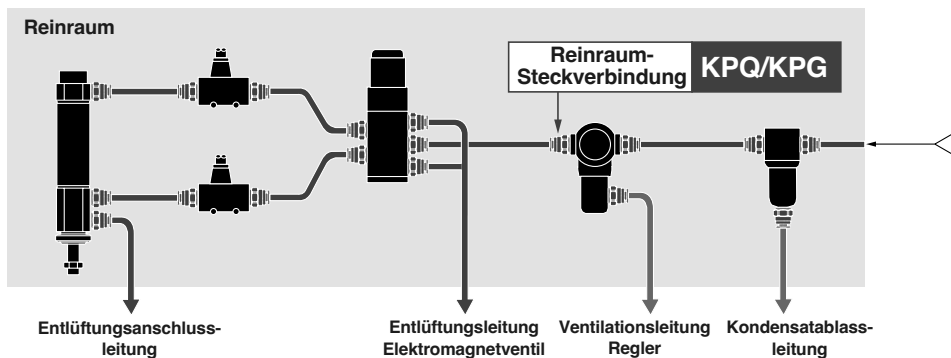 Reinraum
Reinraum-
Steckverbindung
KPQ/KPG
Entlüftungsanschluss-
leitung
Entlüftungsleitung
Elektromagnetventil
Ventilationsleitung
Regler
Kondensatablass-
leitung